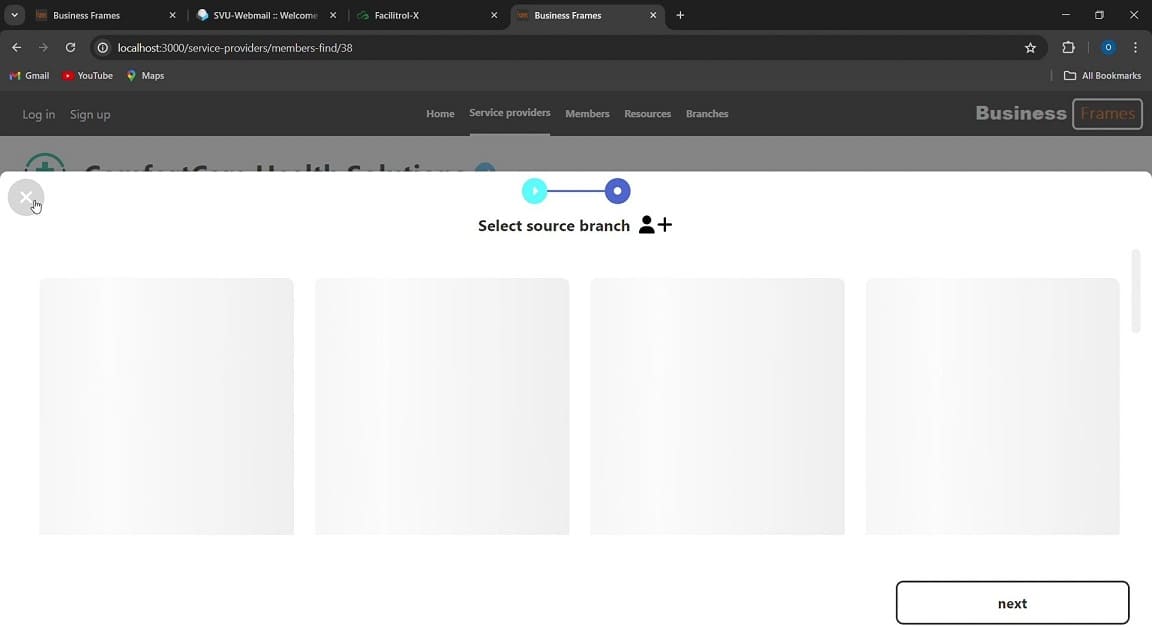 Business Frames
SVU-Webmail :: Welcome
Facilitrol-X
Business Frames
localhost:3000/service-providers/members-find/38
O
Gmail
YouTube
Maps
All Bookmarks
Log in
Sign up
Home
Service providers
Members
Resources
Branches
Business Frames
ComfortCare Health Solutions
Select source branch
next